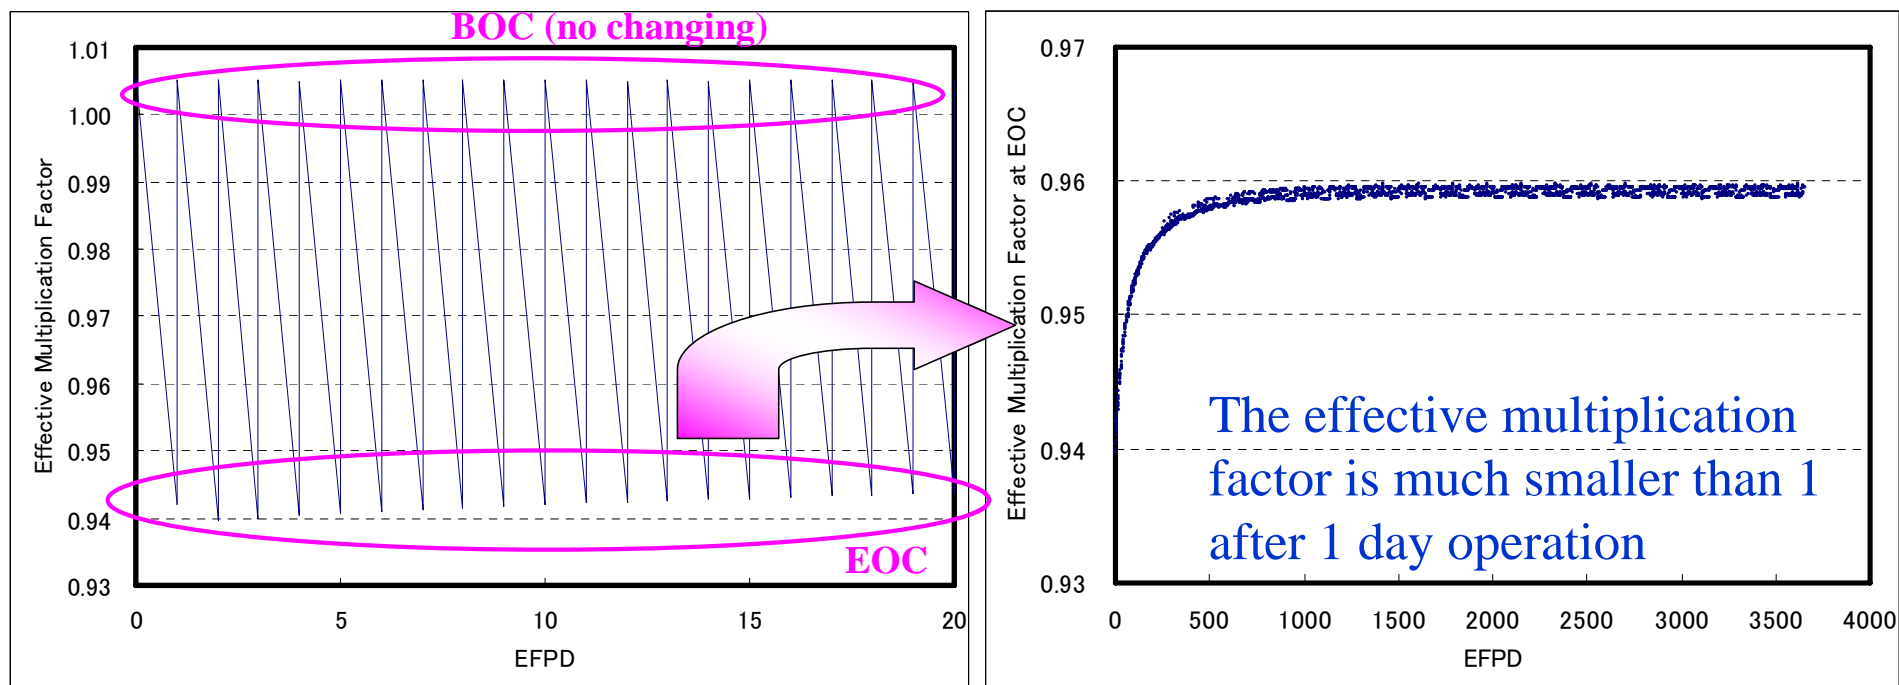 BOC (no changing)
Effective Multiplication Factor
1.01
1.00
0.99
0.98
0.97
0.96
0.95
0.94
0.93
0 5 10 15 20
EFPD
EOC
Effective Multiplication Factor at EOC
0.97
0.96
0.95
0.94
0.93
0 500 1000 1500 2000 2500 3000 3500 4000
EFPD
The effective multiplication
factor is much smaller than 1
after 1 day operation